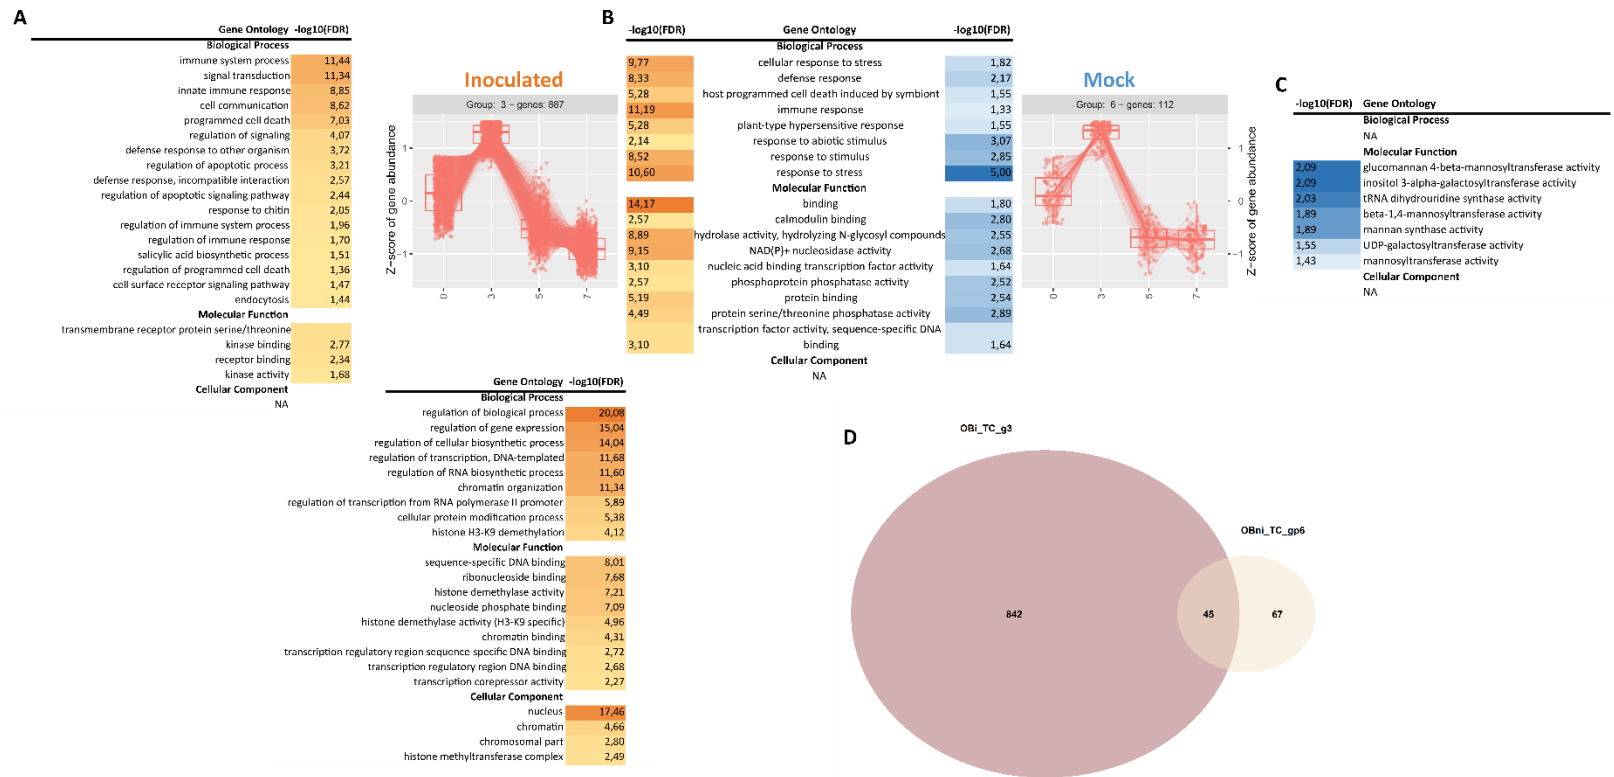 A
Gene Ontology -log10(FDR)
Biological Process
immune system process 11,44
signal transduction 11,34
innate immune response 8,85
cell communication 8,62
programmed cell death 7,03
regulation of signaling 4,07
defense response to other organism 3,72
regulation of apoptotic process 3,21
defense response, incompatible interaction 2,57
regulation of apoptotic signaling pathway 2,44
response to chitin 2,05
regulation of immune system process 1,96
regulation of immune response 1,70
salicylic acid biosynthetic process 1,51
regulation of programmed cell death 1,36
cell surface receptor signaling pathway 1,47
endocytosis 1,44
Molecular Function
transmembrane receptor protein serine/threonine
kinase binding 2,77
receptor binding 2,34
kinase activity 1,68
Cellular Component
NA
Gene Ontology -log10(FDR)
Biological Process
regulation of biological process 20,08
regulation of gene expression 15,04
regulation of cellular biosynthetic process 14,04
regulation of transcription, DNA-templated 11,68
regulation of RNA biosynthetic process 11,60
chromatin organization 11,34
regulation of transcription from RNA polymerase II promoter 5,89
cellular protein modification process 5,38
histone H3-K9 demethylation 4,12
Molecular Function
sequence-specific DNA binding 8,01
ribonucleoside binding 7,68
histone demethylase activity 7,21
nucleoside phosphate binding 7,09
histone demethylase activity (H3-K9 specific) 4,96
chromatin binding 4,31
transcription regulatory region sequence-specific DNA binding 2,72
transcription regulatory region DNA binding 2,68
transcription corepressor activity 2,27
Cellular Component
nucleus 17,46
chromatin 4,66
chromosomal part 2,80
histone methyltransferase complex 2,49
Inoculated
Group: 3 − genes: 887
Z−score of gene abundance
1
0
−1
0 3 5 7
B
-log10(FDR) Gene Ontology -log10(FDR)
Biological Process
9,77 cellular response to stress 1,82
8,33 defense response 2,17
5,28 host programmed cell death induced by symbiont 1,55
11,19 immune response 1,33
5,28 plant-type hypersensitive response 1,55
2,14 response to abiotic stimulus 3,07
8,52 response to stimulus 2,85
10,60 response to stress 5,00
Molecular Function
14,17 binding 1,80
2,57 calmodulin binding 2,80
8,89 hydrolase activity, hydrolyzing N-glycosyl compounds 2,55
9,15 NAD(P)+ nucleosidase activity 2,68
3,10 nucleic acid binding transcription factor activity 1,64
2,57 phosphoprotein phosphatase activity 2,52
5,19 protein binding 2,54
4,49 protein serine/threonine phosphatase activity 2,89
transcription factor activity, sequence-specific DNA
3,10 binding 1,64
Cellular Component
NA
Mock
Group: 6 − genes: 112
Z−score of gene abundance
1
0
−1
0 3 5 7
C
-log10(FDR) Gene Ontology
Biological Process
NA
Molecular Function
2,09 glucomannan 4-beta-mannosyltransferase activity
2,09 inositol 3-alpha-galactosyltransferase activity
2,03 tRNA dihydrouridine synthase activity
1,89 beta-1,4-mannosyltransferase activity
1,89 mannan synthase activity
1,55 UDP-galactosyltransferase activity
1,43 mannosyltransferase activity
Cellular Component
NA
D
OBi_TC_g3
OBni_TC_gp6
842 45 67